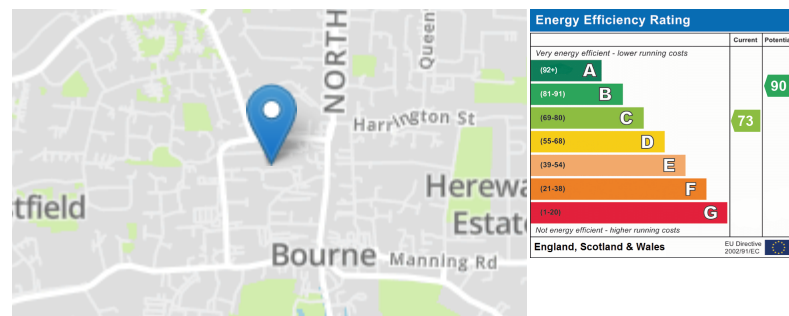 NORTH
Queen
Harrington St
tfield
Herewa
Estat
Bourne
Manning Rd
Energy Efficiency Rating
Current Potentia
Very energy efficient - lower running costs
(92+) A
(81-91) B
90
(69-80) C
73
(55-68) D
(39-54) E
(21-38) F
(1-20) G
Not energy efficient - higher running costs
England, Scotland & Wales
EU Directive
2002/91/EC